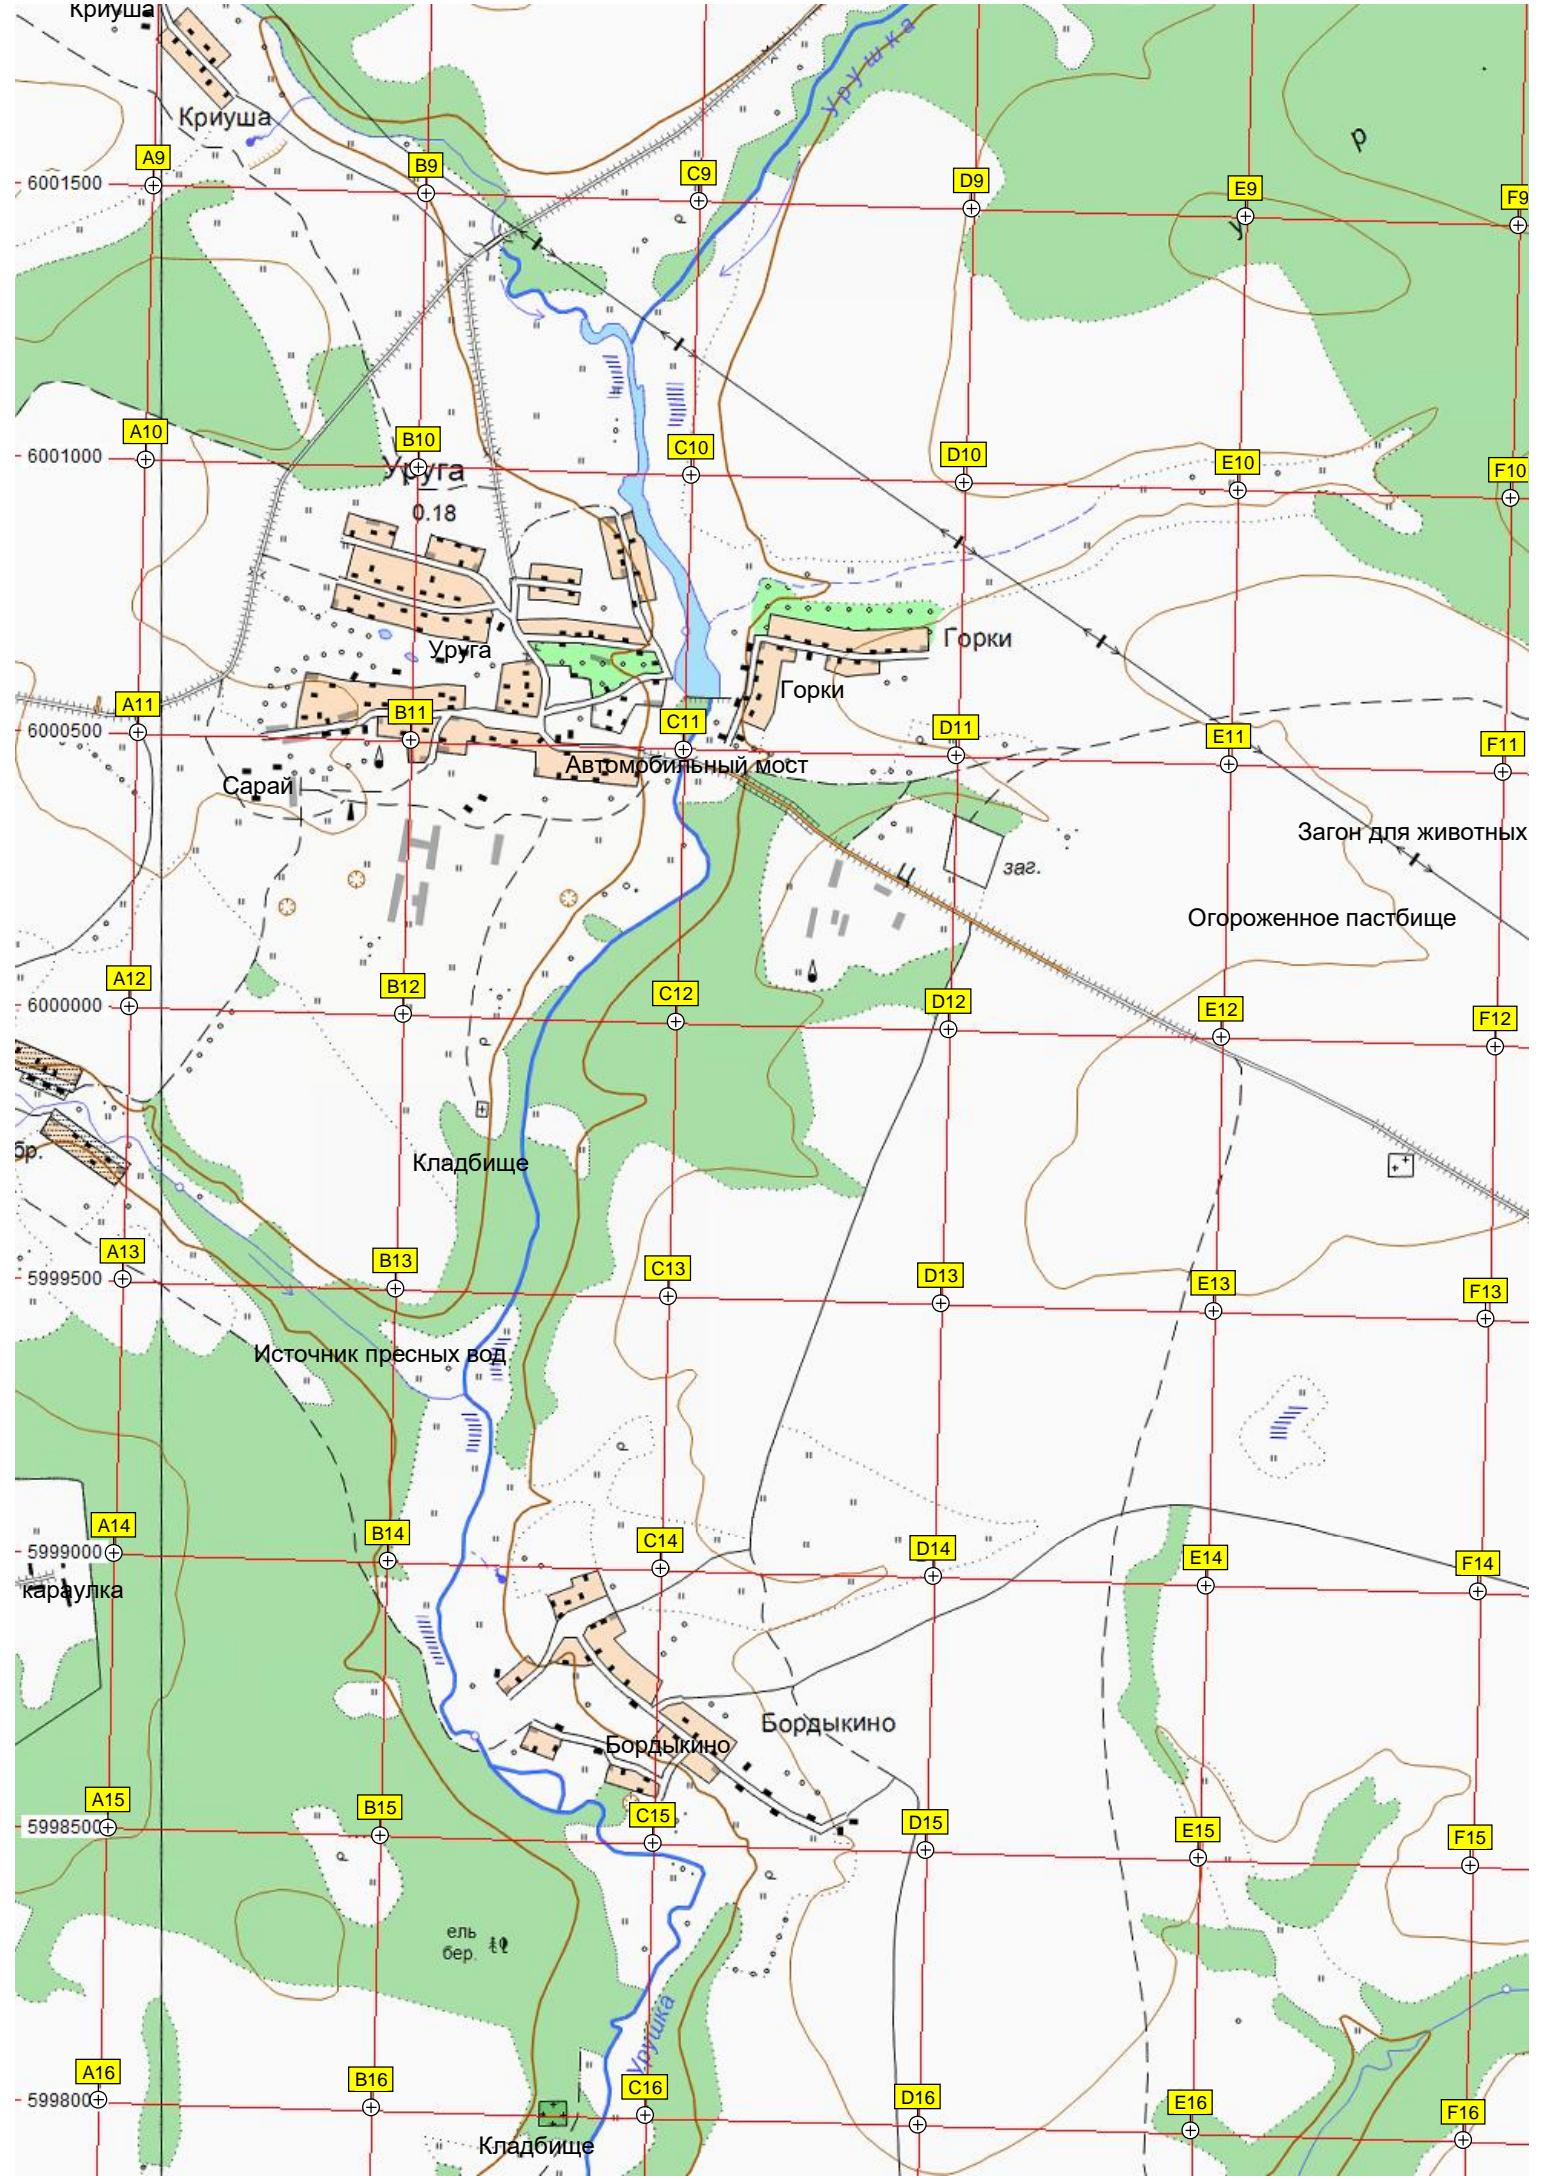 Криуша
Урушка
Криуша
р
A9
B9
C9
D9
E9
F9
6001500
у
A10
B10
C10
D10
E10
F10
6001000
Уруга
0.18
Горки
Уруга
Горки
A11
B11
C11
D11
E11
F11
6000500
Автомобильный мост
Сарай
Загон для животных
Ц
заг.
Огороженное пастбище
A12
B12
C12
D12
E12
F12
6000000
бр.
Кладбище
A13
B13
C13
D13
E13
F13
5999500
Источник пресных вод
A14
B14
C14
D14
E14
F14
5999000
караулка
Бордыкино
Бордыкино
A15
B15
C15
D15
E15
F15
5998500
ель
бер.
Урушка
A16
B16
C16
D16
E16
F16
599800
Кладбище